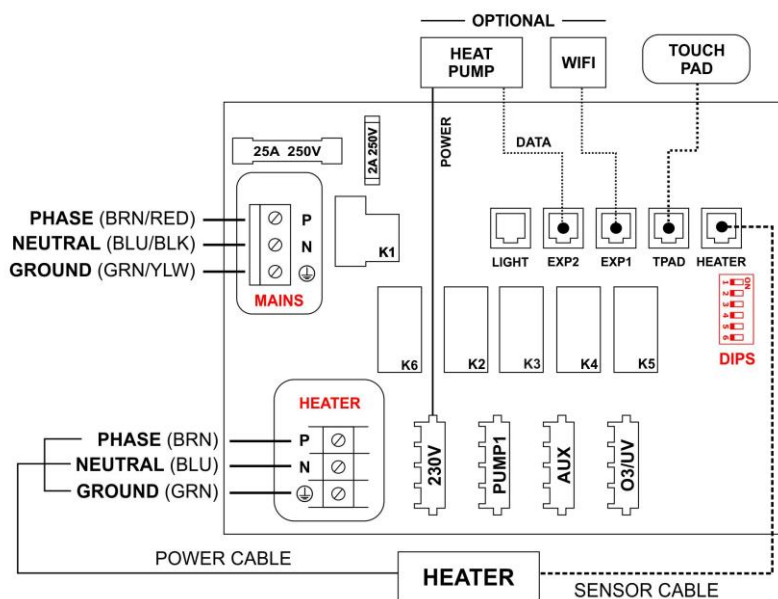 OPTIONAL
HEAT
PUMP
WIFI
TOUCH
PAD
25A 250V
2A 250V
POWER
DATA
PHASE (BRN/RED)
P
NEUTRAL (BLU/BLK)
N
GROUND (GRN/YLW)
MAINS
K1
LIGHT
EXP2
EXP1
TPAD
HEATER
ON
1
2
3
4
5
6
DIPS
K6
K2
K3
K4
K5
HEATER
PHASE (BRN)
P
NEUTRAL (BLU)
N
GROUND (GRN)
230V
PUMP1
AUX
O3/UV
POWER CABLE
HEATER
SENSOR CABLE